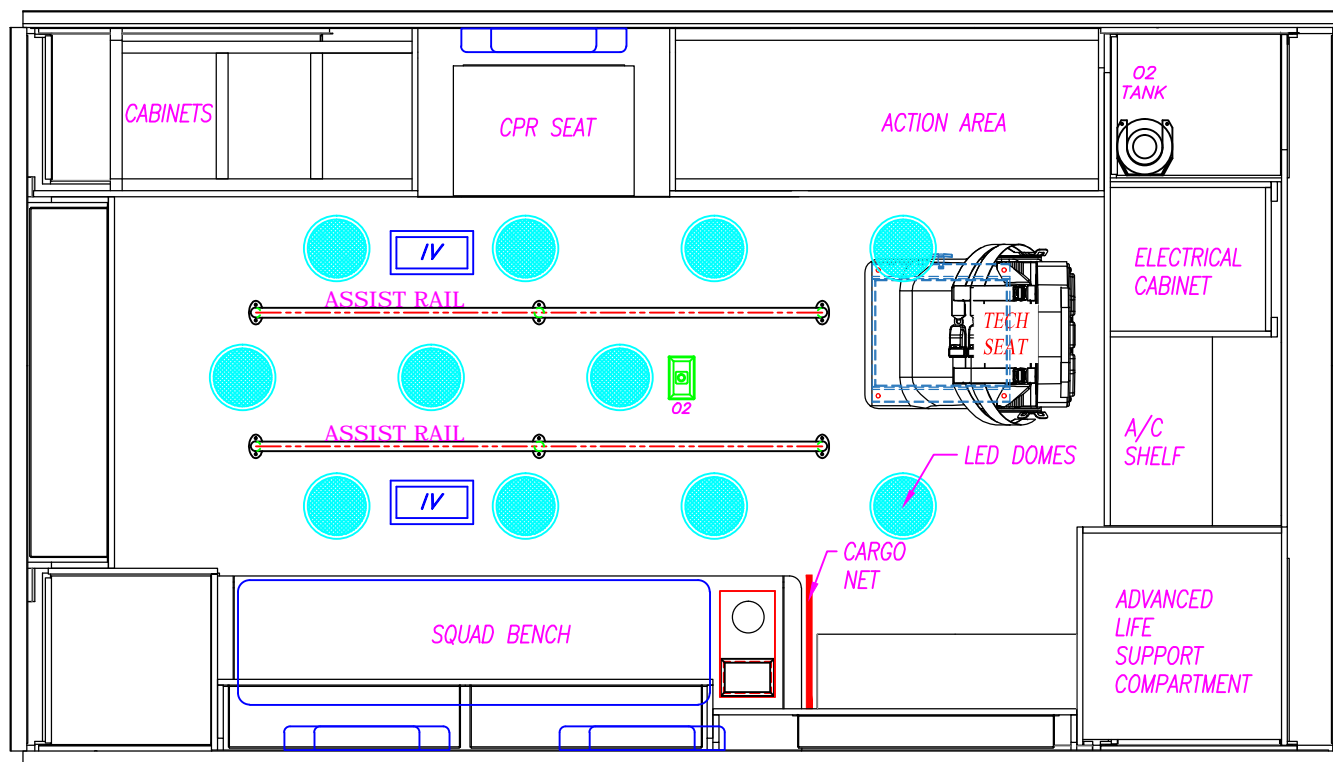 O2
TANK
CABINETS
CPR SEAT
ACTION AREA
IV
ELECTRICAL
CABINET
ASSIST RAIL
TECH
SEAT
O2
ASSIST RAIL
A/C
SHELF
LED DOMES
IV
CARGO
NET
SQUAD BENCH
ADVANCED
LIFE
SUPPORT
COMPARTMENT